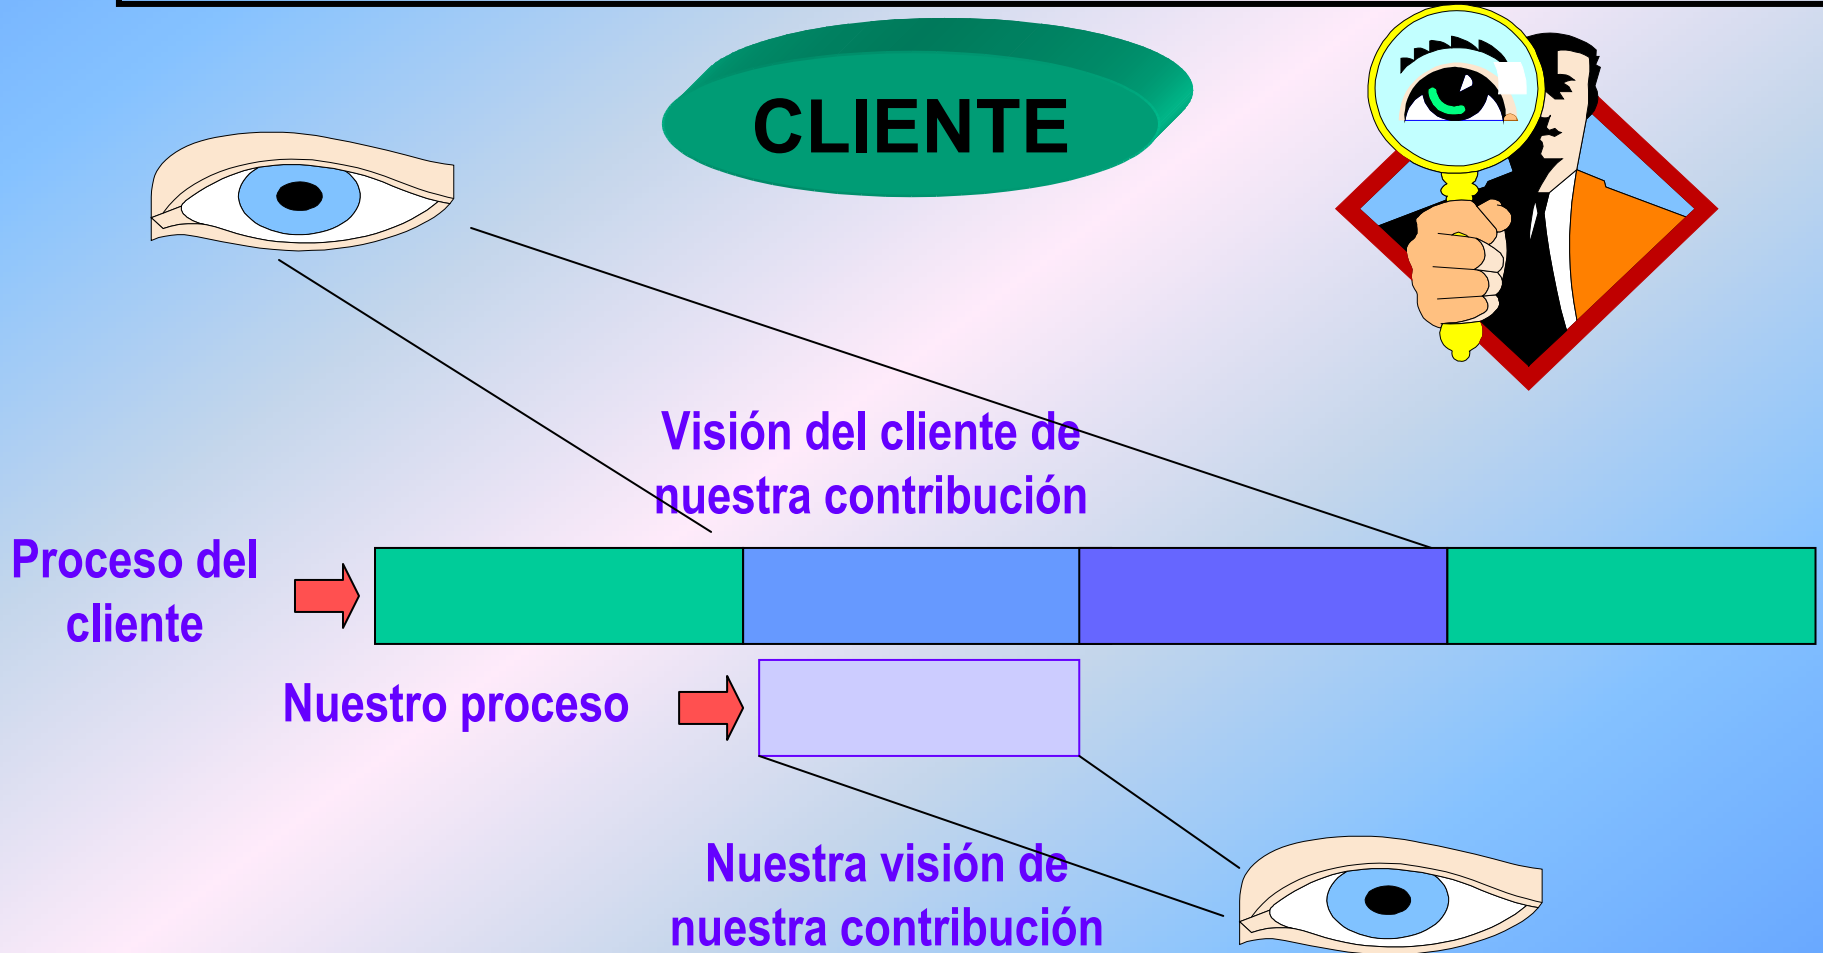 CLIENTE
Visión del cliente de
nuestra contribución
Proceso del
cliente
Nuestro proceso
Nuestra visión de
nuestra contribución